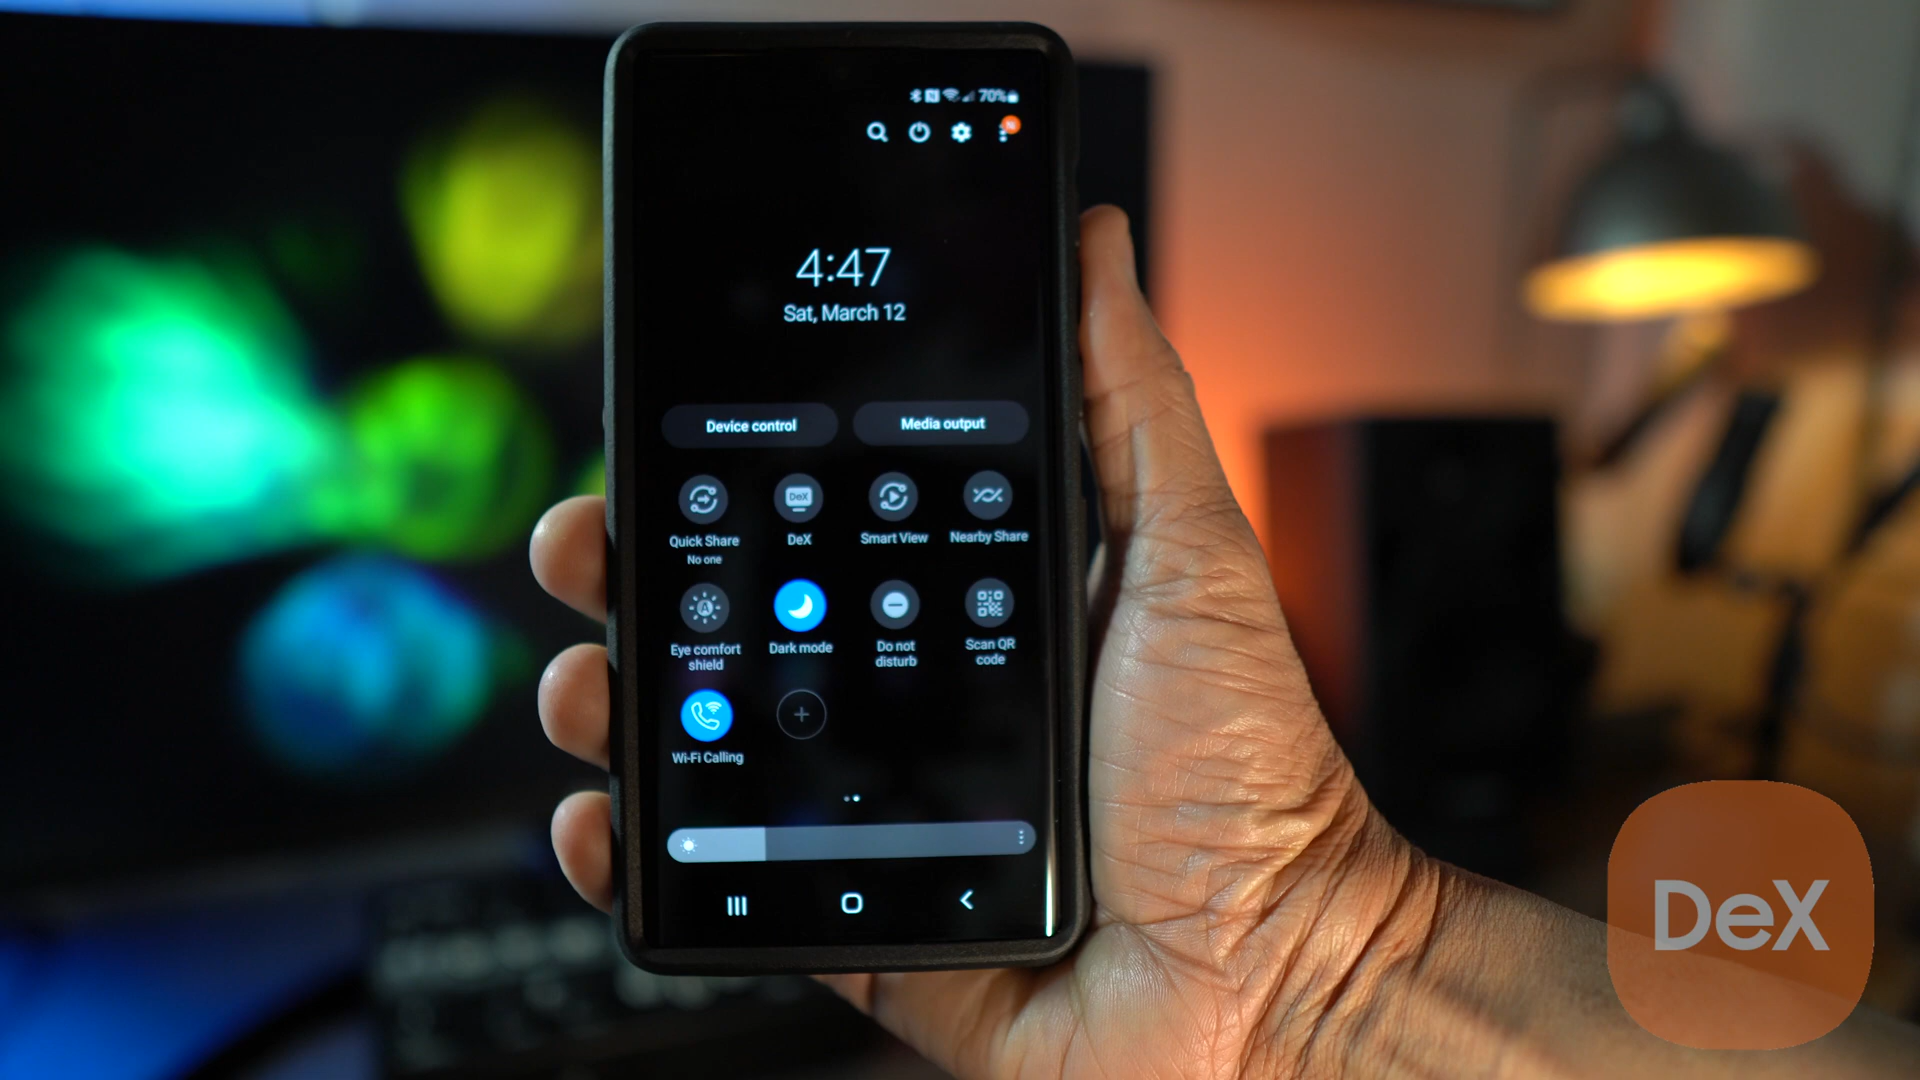 70%
N
4:47
Sat, March 12
Device control
Media output
Quick Share
No one
DeX
Smart View
Nearby Share
Eye comfort
shield
Dark mode
Do not
disturb
Scan QR
code
Wi-Fi Calling
DeX